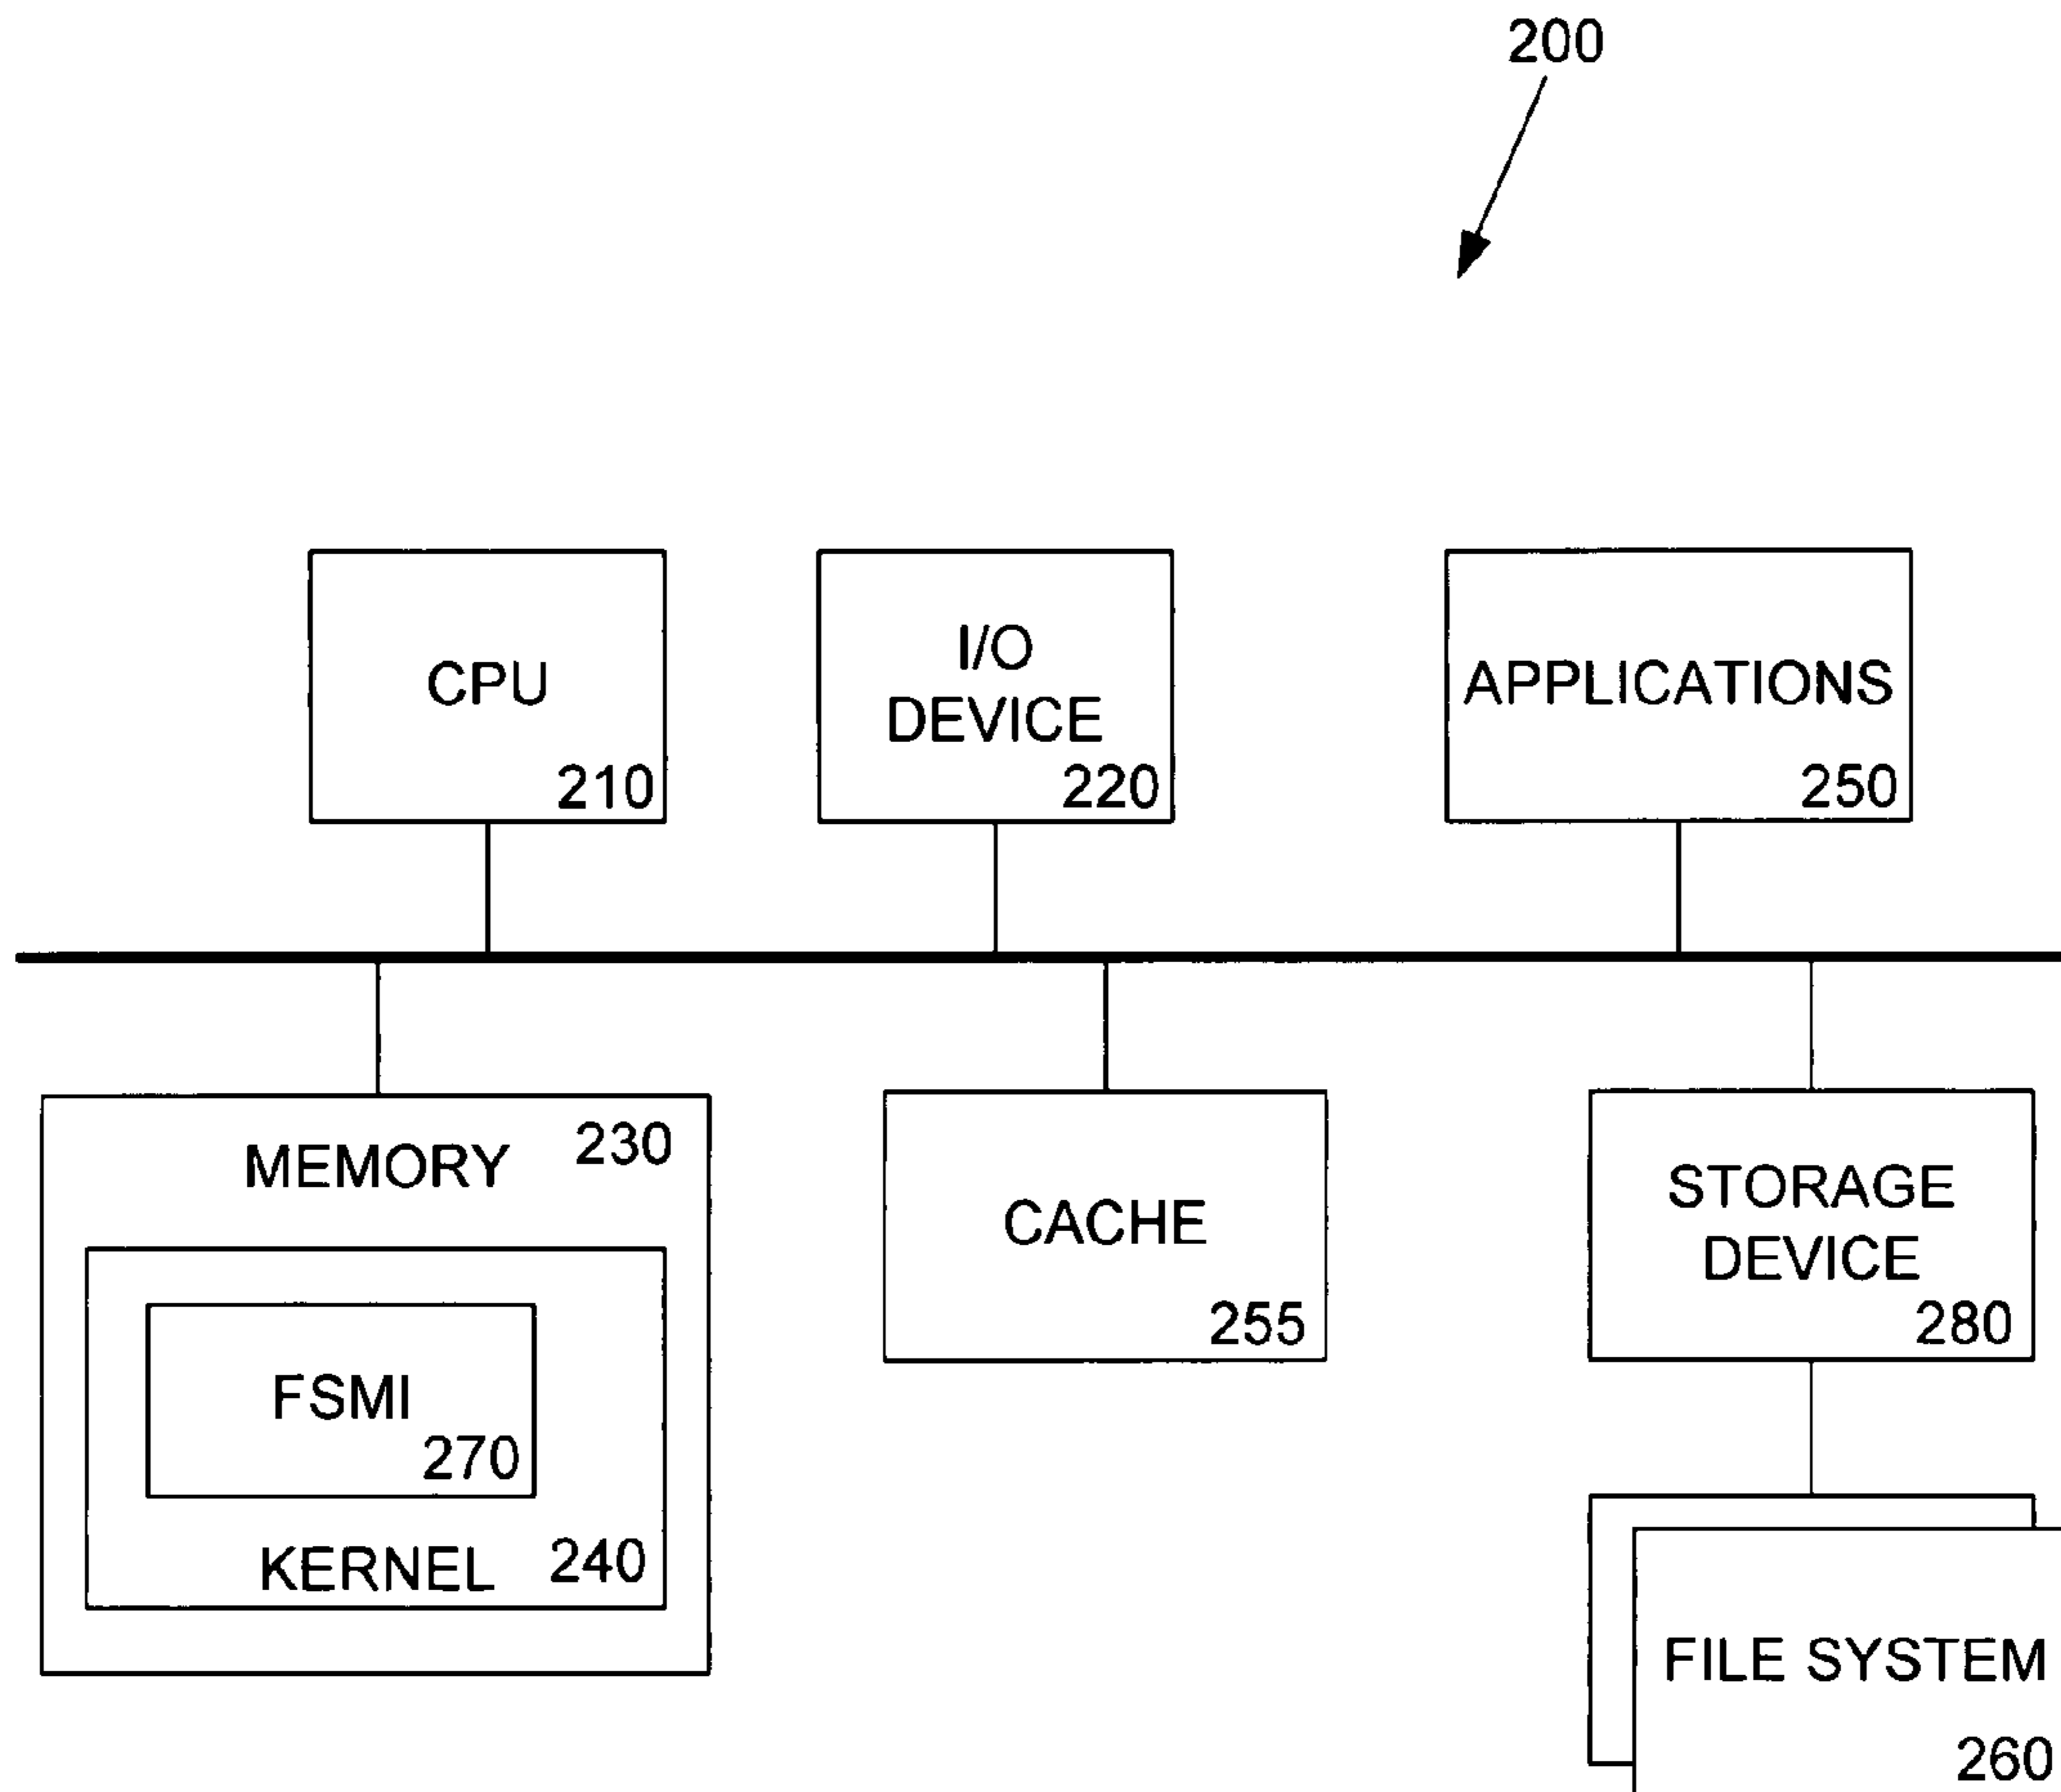 200
CPU
210
I/O
DEVICE
220
APPLICATIONS
250
MEMORY
230
FSMI
270
KERNEL
240
CACHE
255
STORAGE
DEVICE
280
FILE SYSTEM
260